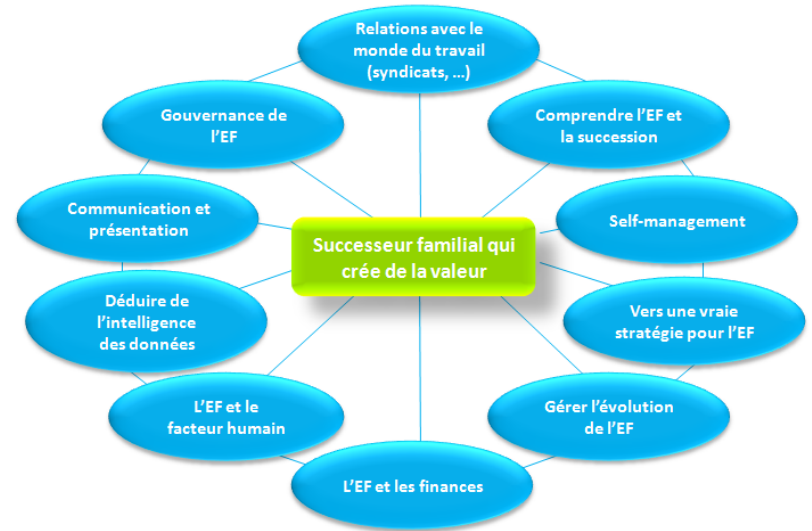 Relations avec le
monde du travail
(syndicats, ...)
Gouvernance de
l'EF
Comprendre l'EF et
la succession
Communication et
présentation
Self-management
Successeur familial qui
crée de la valeur
Déduire de
l'intelligence
des données
Vers une vraie
stratégie pour l'EF
L'EF et le
facteur humain
Gérer l'évolution
de l'EF
L'EF et les finances